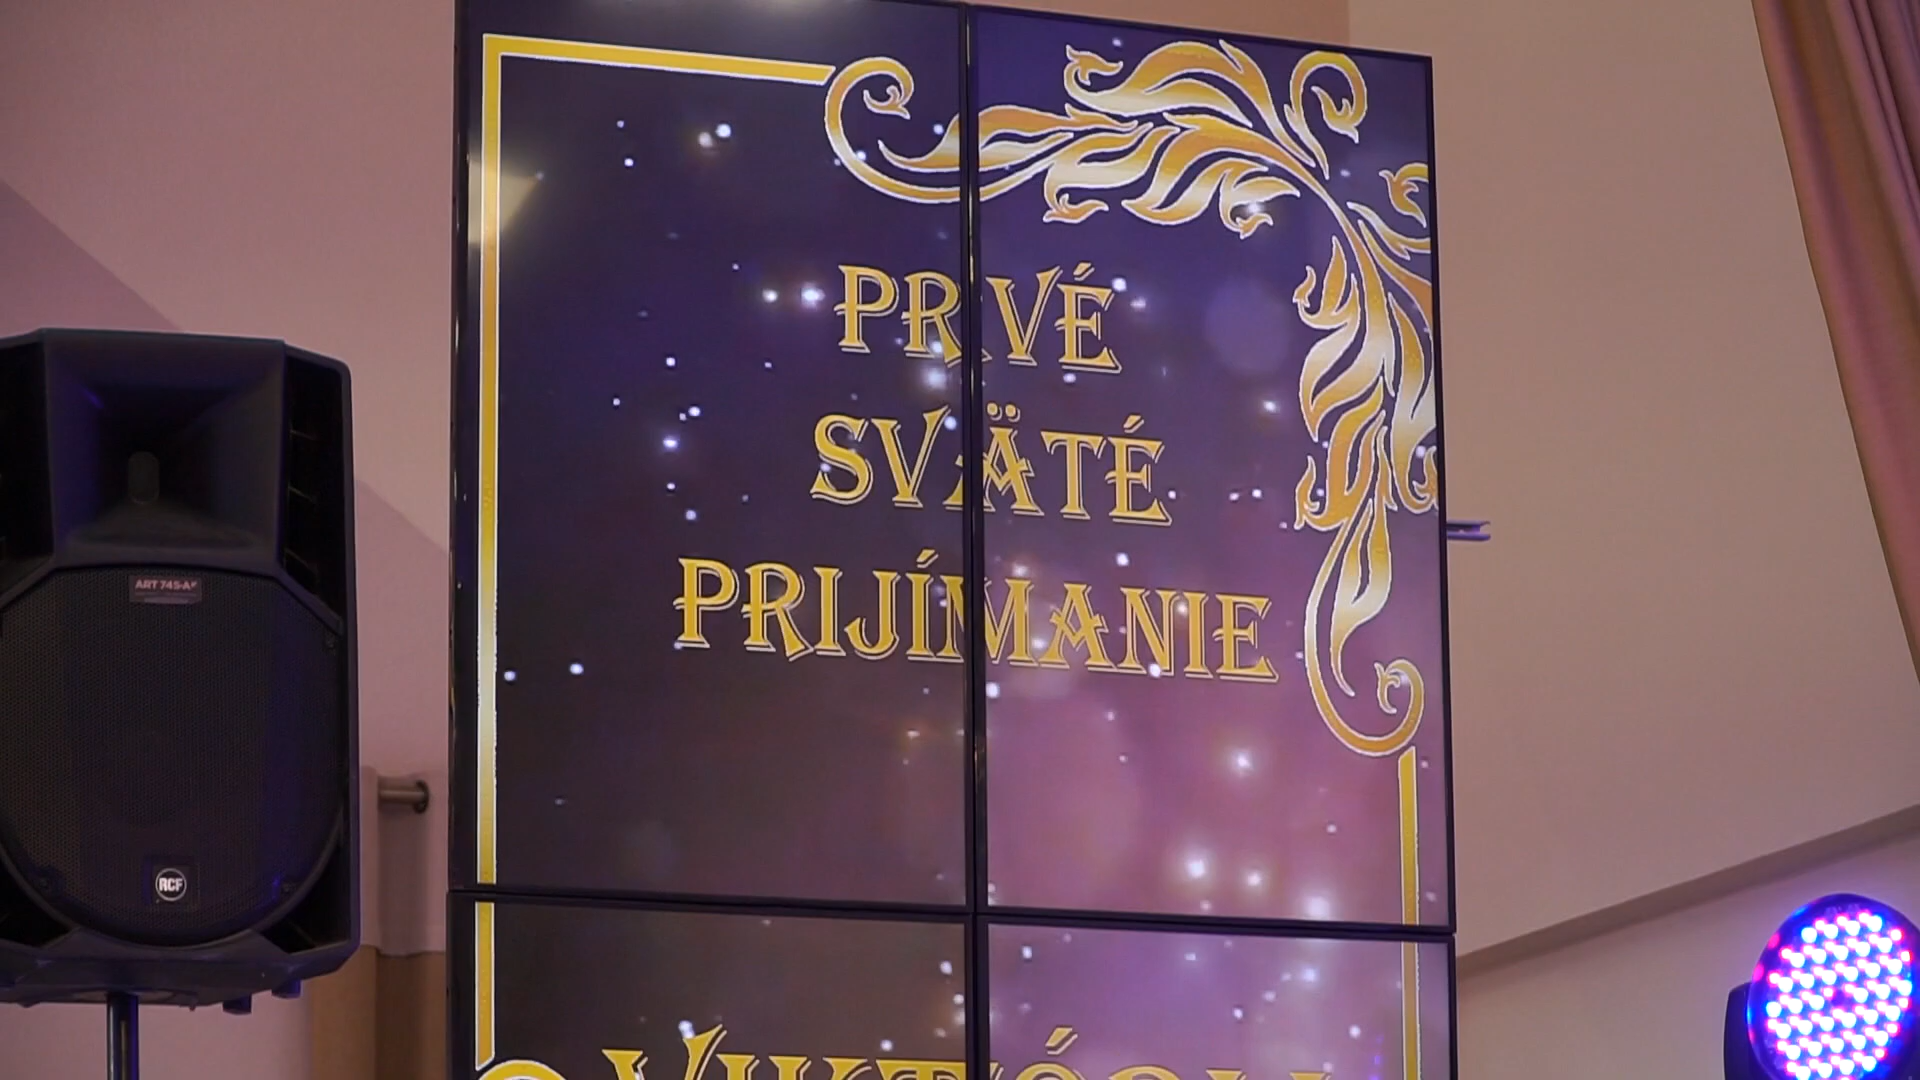 PRVÉ
SVÄTÉ
PRIJÍMANIE
ART 745-A
RCF